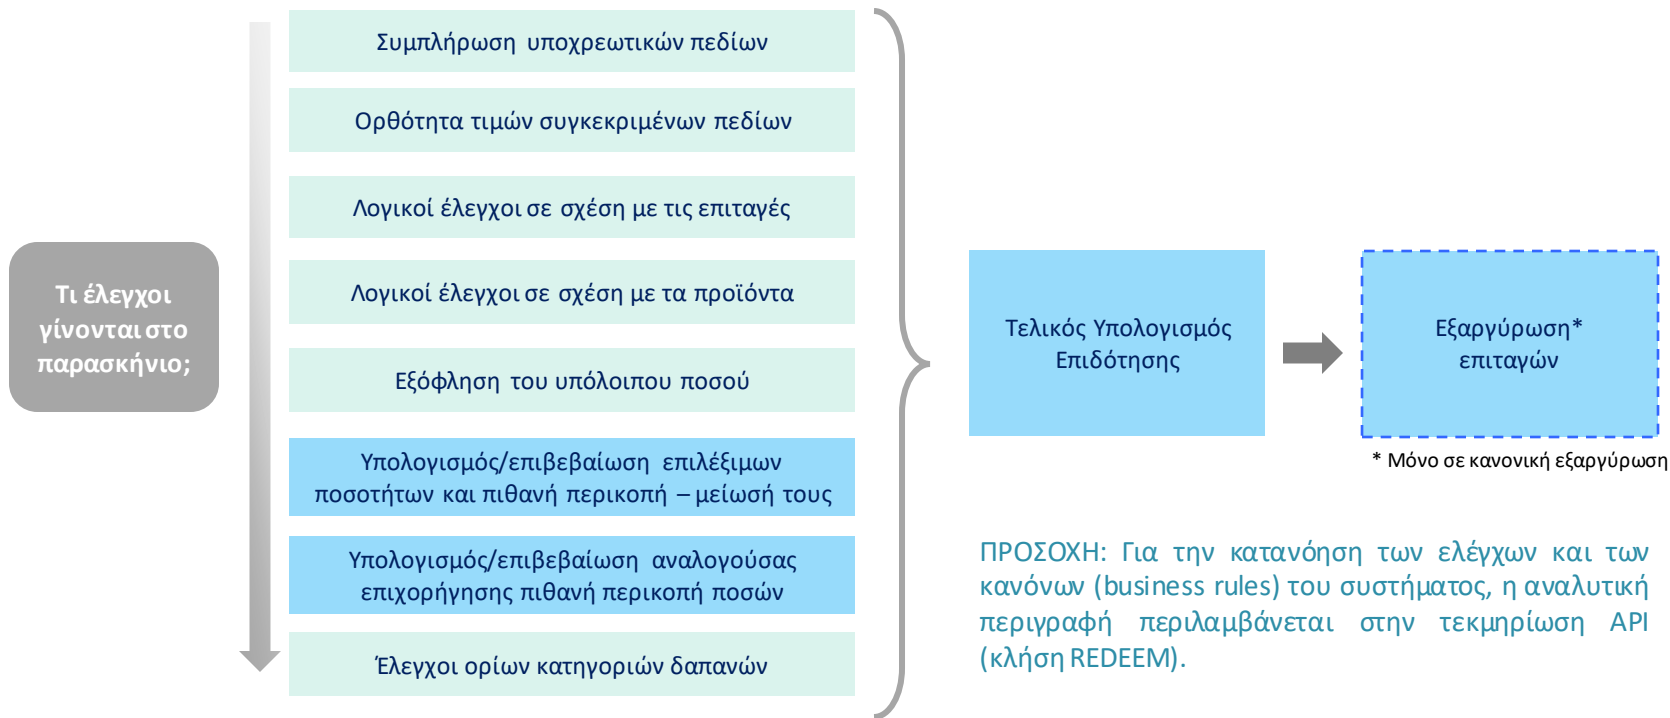 Τι έλεγχοι
γίνονται στο
παρασκήνιο;
Συμπλήρωση υποχρεωτικών πεδίων
Ορθότητα τιμών συγκεκριμένων πεδίων
Λογικοί έλεγχοι σε σχέση με τις επιταγές
Λογικοί έλεγχοι σε σχέση με τα προϊόντα
Εξόφληση του υπόλοιπου ποσού
Υπολογισμός/επιβεβαίωση επιλέξιμων
ποσοτήτων και πιθανή περικοπή – μείωσή τους
Υπολογισμός/επιβεβαίωση αναλογούσας
επιχορήγησης πιθανή περικοπή ποσών
Έλεγχοι ορίων κατηγοριών δαπανών
Τελικός Υπολογισμός
Επιδότησης
Εξαργύρωση*
επιταγών
* Μόνο σε κανονική εξαργύρωση
ΠΡΟΣΟΧΗ: Για την κατανόηση των ελέγχων και των
κανόνων (business rules) του συστήματος, η αναλυτική
περιγραφή περιλαμβάνεται στην τεκμηρίωση API
(κλήση REDEEM).